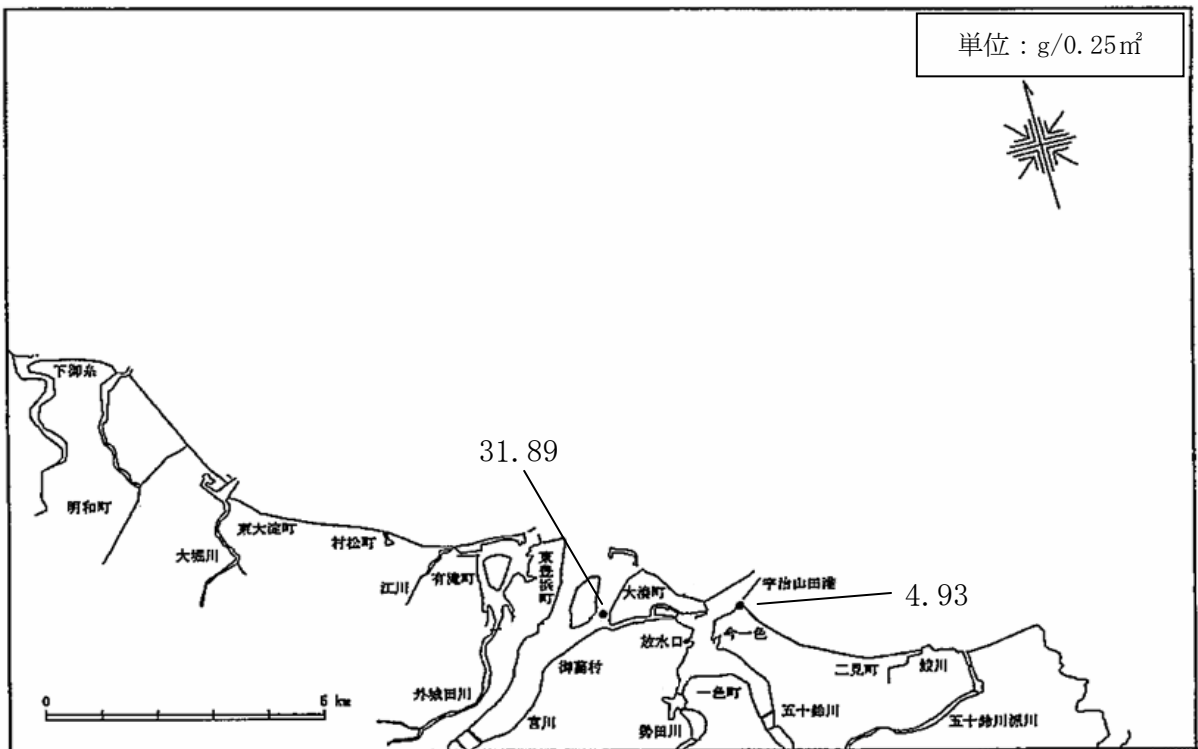 単位：g/0.25㎡
下御糸
31.89
明和町
東大淀町
大堀川
村松町
江川
有滝町
東豊浜町
大湊町
宇治山田港
4.93
放水口
今一色
御薗村
二見町
外城田川
宮川
一色町
勢田川
五十鈴川
五十鈴川派川
0 5 km